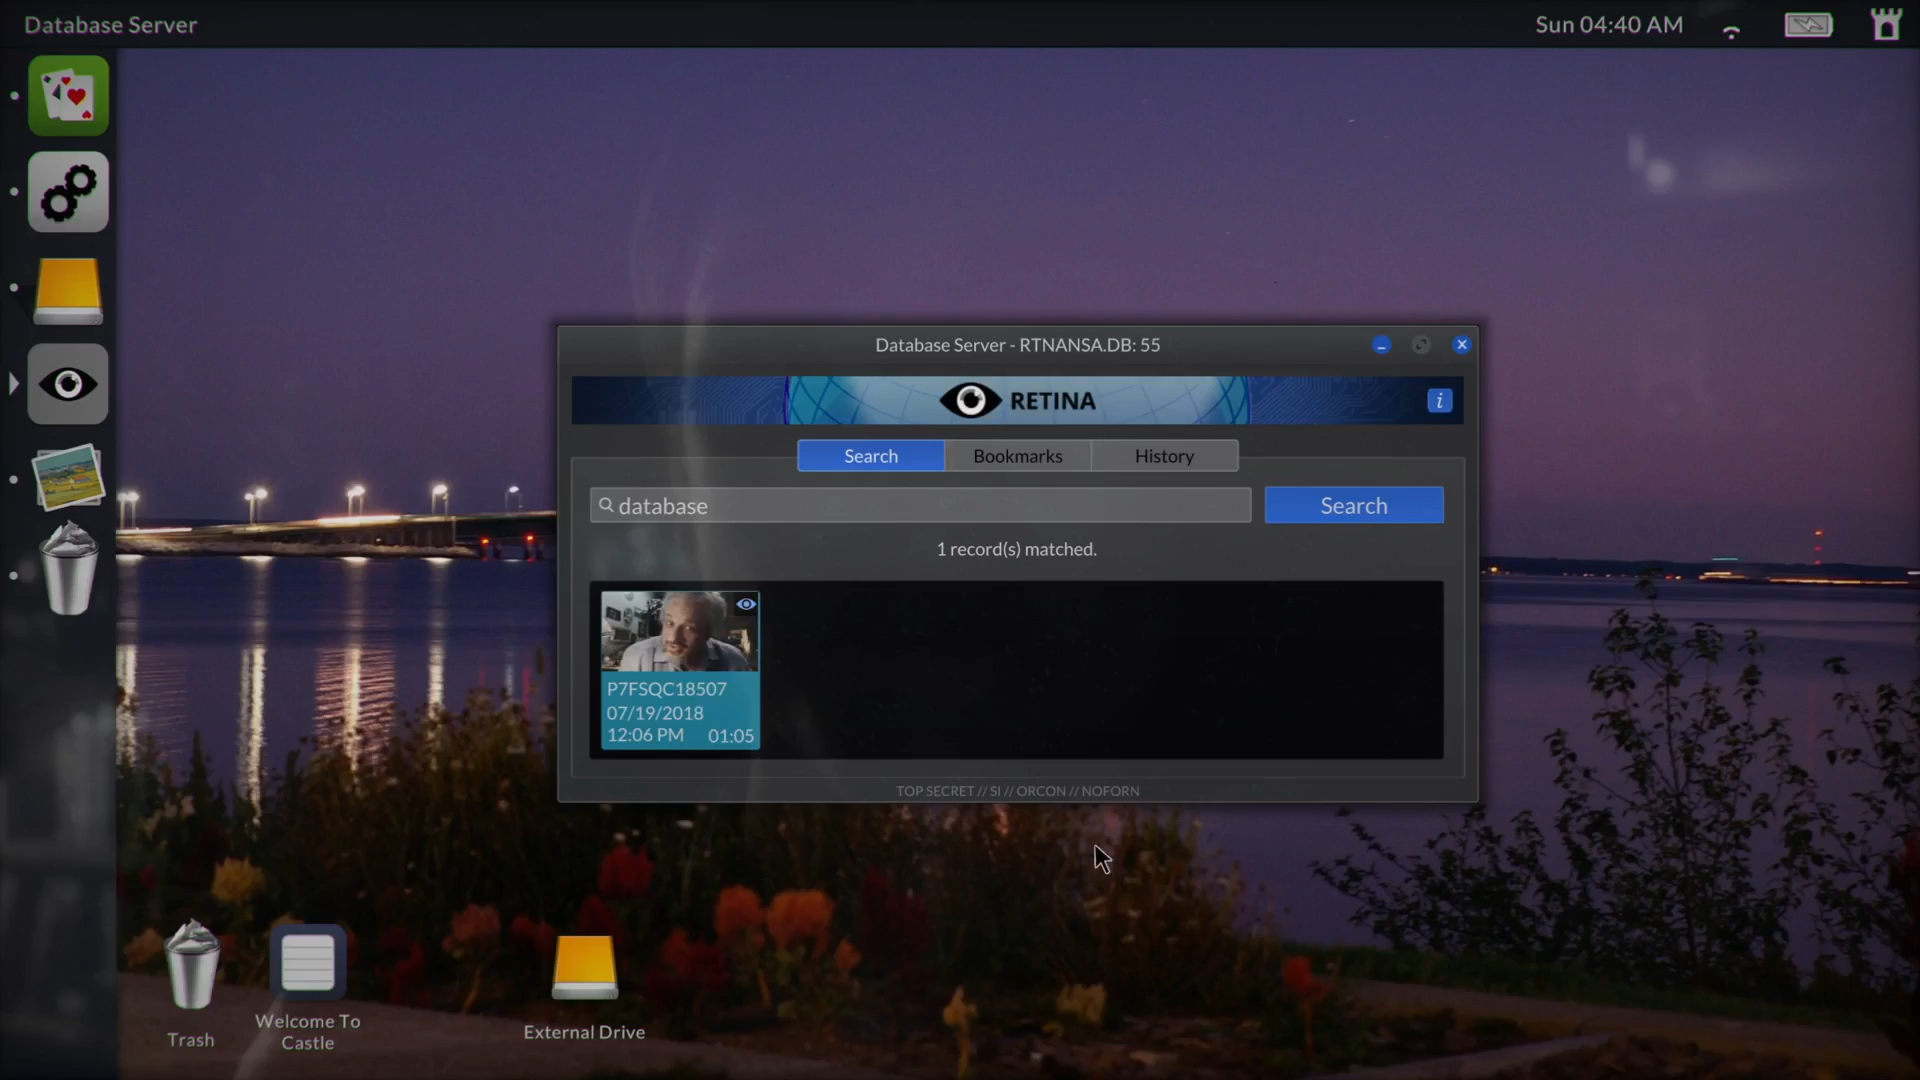 Database Server
Sun 04:40 AM
Database Server - RTNANSA.DB: 55
RETINA
i
Search
Bookmarks
History
database
Search
1 record(s) matched.
P7FSQC18507
07/19/2018
12:06 PM 01:05
TOP SECRET // SI // ORCON // NOFORN
Trash
Welcome To
Castle
External Drive